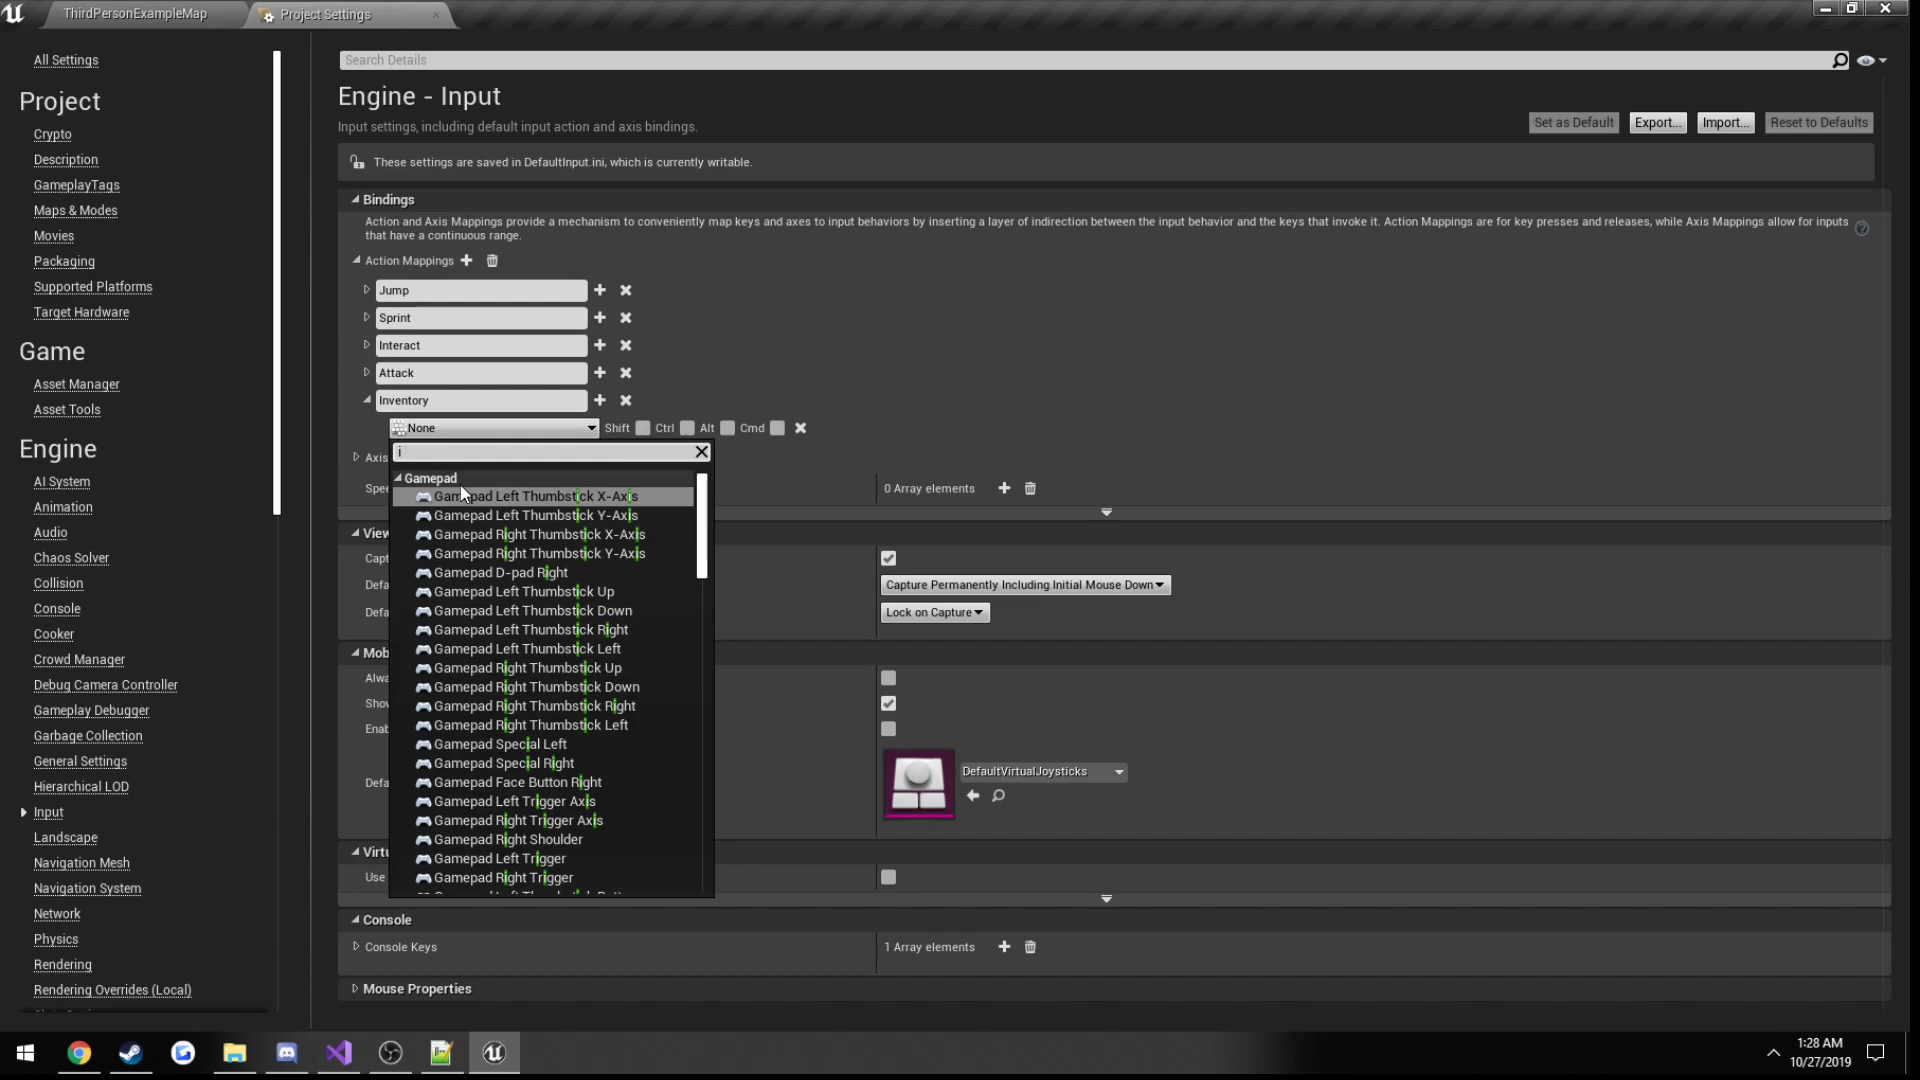 ThirdPersonExampleMap
Project Settings
All Settings
Project
Crypto
Description
GameplayTags
Maps & Modes
Movies
Packaging
Supported Platforms
Target Hardware
Game
Asset Manager
Asset Tools
Engine
AI System
Animation
Audio
Chaos Solver
Collision
Console
Cooker
Crowd Manager
Debug Camera Controller
Gameplay Debugger
Garbage Collection
General Settings
Hierarchical LOD
Input
Landscape
Navigation Mesh
Navigation System
Network
Physics
Rendering
Rendering Overrides (Local)
Search Details
Engine - Input
Input settings, including default input action and axis bindings.
Set as Default
Export...
Import...
Reset to Defaults
These settings are saved in DefaultInput.ini, which is currently writable.
Bindings
Action and Axis Mappings provide a mechanism to conveniently map keys and axes to input behaviors by inserting a layer of indirection between the input behavior and the keys that invoke it. Action Mappings are for key presses and releases, while Axis Mappings allow for inputs
that have a continuous range.
Action Mappings
Jump
Sprint
Interact
Attack
Inventory
None
Shift Ctrl Alt Cmd
i
Gamepad
Gamepad Left Thumbstick X-Axis
Gamepad Left Thumbstick Y-Axis
Gamepad Right Thumbstick X-Axis
Gamepad Right Thumbstick Y-Axis
Gamepad D-pad Right
Gamepad Left Thumbstick Up
Gamepad Left Thumbstick Down
Gamepad Left Thumbstick Right
Gamepad Left Thumbstick Left
Gamepad Right Thumbstick Up
Gamepad Right Thumbstick Down
Gamepad Right Thumbstick Right
Gamepad Right Thumbstick Left
Gamepad Special Left
Gamepad Special Right
Gamepad Face Button Right
Gamepad Left Trigger Axis
Gamepad Right Trigger Axis
Gamepad Right Shoulder
Gamepad Left Trigger
Gamepad Right Trigger
Axis
Spee
0 Array elements
View
Capt
Defa
Capture Permanently Including Initial Mouse Down
Defa
Lock on Capture
Mob
Alwa
Show
Enab
Defa
DefaultVirtualJoysticks
Virtu
Use
Console
Console Keys
1 Array elements
Mouse Properties
1:28 AM
10/27/2019